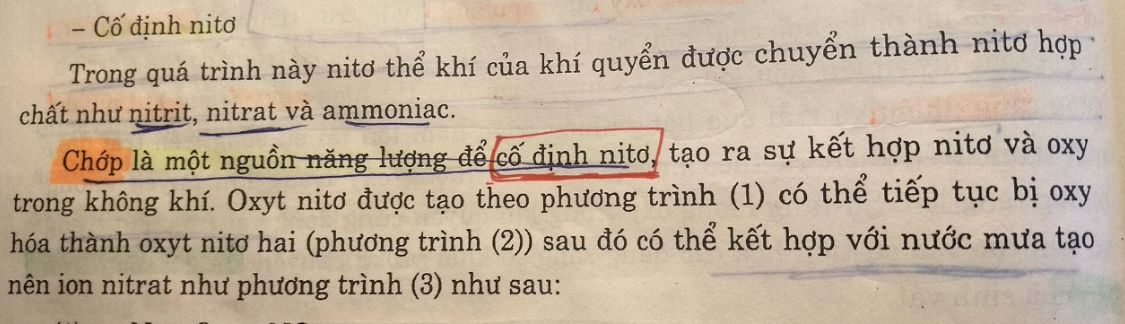 – Cố định nitơ
Trong quá trình này nitơ thể khí của khí quyển được chuyển thành nitơ hợp
chất như nitrit, nitrat và ammoniac.
Chớp là một nguồn năng lượng để cố định nitơ, tạo ra sự kết hợp nitơ và oxy
trong không khí. Oxyt nitơ được tạo theo phương trình (1) có thể tiếp tục bị oxy
hóa thành oxyt nitơ hai (phương trình (2)) sau đó có thể kết hợp với nước mưa tạo
nên ion nitrat như phương trình (3) như sau: